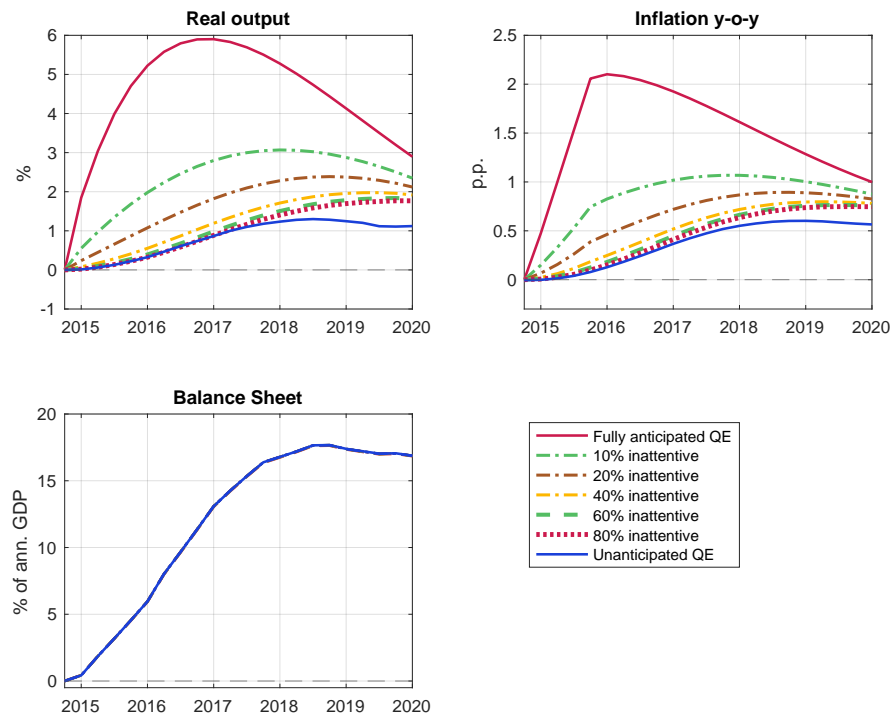 Real output
6
5
4
3
2
1
0
-1
%
2015 2016 2017 2018 2019 2020
Inflation y-o-y
2.5
2
1.5
1
0.5
0
p.p.
2015 2016 2017 2018 2019 2020
Balance Sheet
20
15
10
5
0
% of ann. GDP
2015 2016 2017 2018 2019 2020
Fully anticipated QE
10% inattentive
20% inattentive
40% inattentive
60% inattentive
80% inattentive
Unanticipated QE